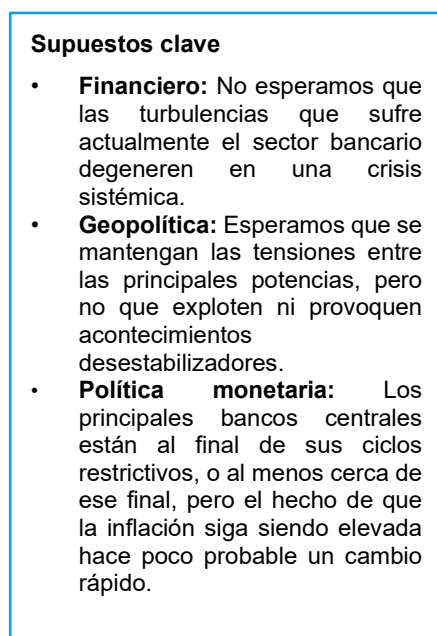 Supuestos clave
• Financiero: No esperamos que
las turbulencias que sufre
actualmente el sector bancario
degeneren en una crisis
sistémica.
• Geopolítica: Esperamos que se
mantengan las tensiones entre
las principales potencias, pero
no que exploten ni provoquen
acontecimientos
desestabilizadores.
• Política monetaria: Los
principales bancos centrales
están al final de sus ciclos
restrictivos, o al menos cerca de
ese final, pero el hecho de que
la inflación siga siendo elevada
hace poco probable un cambio
rápido.